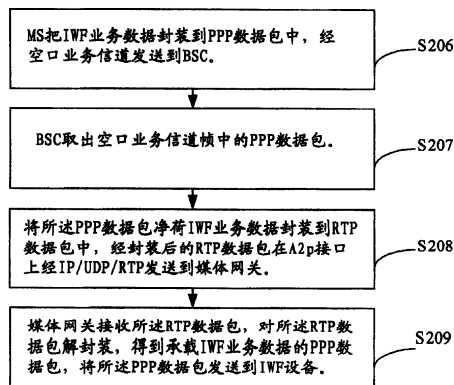 MS把IWF业务数据封装到PPP数据包中，经
空口业务信道发送到BSC。
S206
BSC取出空口业务信道帧中的PPP数据包。
S207
将所述PPP数据包净荷IWF业务数据封装到RTP
数据包中，经封装后的RTP数据包在A2p接口
上经IP/UDP/RTP发送到媒体网关。
S208
媒体网关接收所述RTP数据包，对所述RTP数
据包解封装，得到承载IWF业务数据的PPP数
据包，将所述PPP数据包发送到IWF设备。
S209